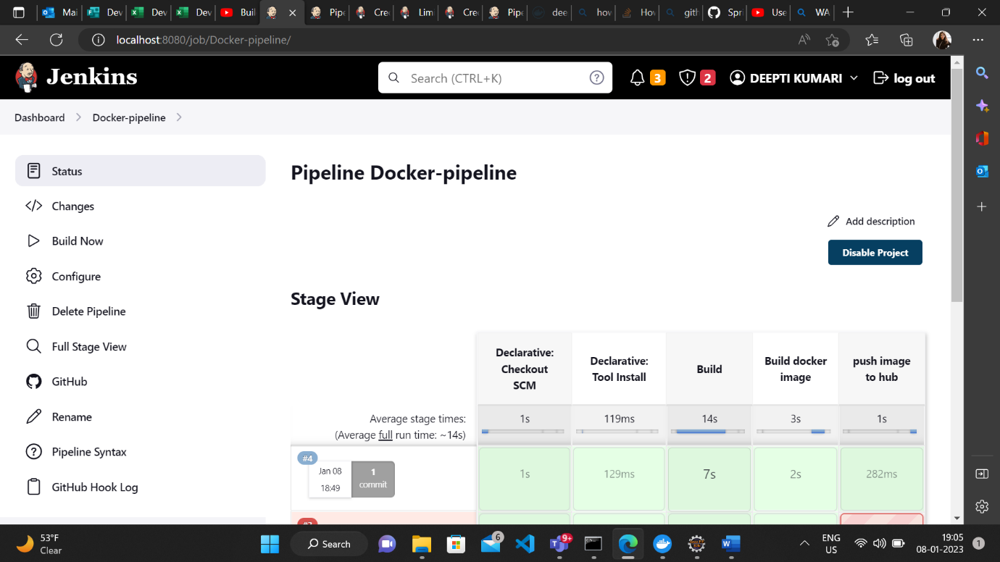 Mai
Dev
Dev
Dev
Buil
Pipe
Cree
Lim
Cree
Pipe
dee
how
Hov
gith
Spri
Use
WA
localhost:8080/job/Docker-pipeline/
Jenkins
Search (CTRL+K)
3
2
DEEPTI KUMARI
log out
Dashboard
Docker-pipeline
Status
Changes
Build Now
Configure
Delete Pipeline
Full Stage View
GitHub
Rename
Pipeline Syntax
GitHub Hook Log
Pipeline Docker-pipeline
Add description
Disable Project
Stage View
Declarative:
Checkout
SCM
Declarative:
Tool Install
Build
Build docker
image
push image
to hub
Average stage times:
(Average full run time: ~14s)
1s
119ms
14s
3s
1s
#4
Jan 08
18:49
1
commit
1s
129ms
7s
2s
282ms
53°F
Clear
Search
6
9+
ENG
US
19:05
08-01-2023
1